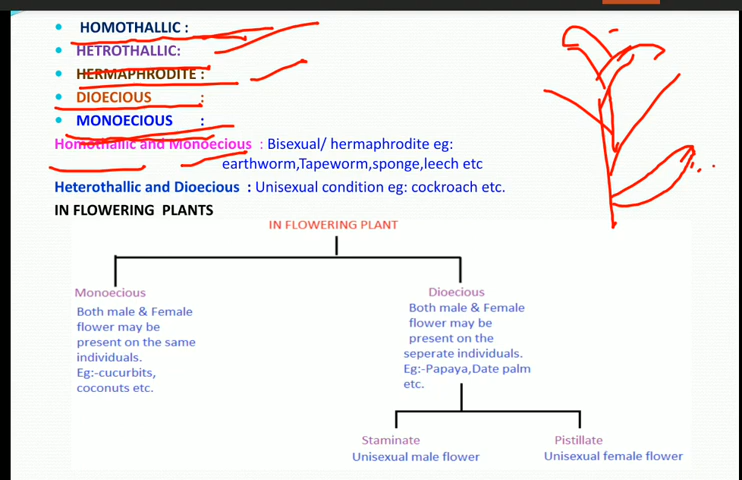 HOMOTHALLIC :
HETROTHALLIC:
HERMAPHRODITE :
DIOECIOUS :
MONOECIOUS :
Homothallic and Monoecious : Bisexual/ hermaphrodite eg:
earthworm,Tapeworm,sponge,leech etc
Heterothallic and Dioecious : Unisexual condition eg: cockroach etc.
IN FLOWERING PLANTS
IN FLOWERING PLANT
Monoecious
Both male & Female
flower may be
present on the same
individuals.
Eg:-cucurbits,
coconuts etc.
Dioecious
Both male & Female
flower may be
present on the
seperate individuals.
Eg:-Papaya,Date palm
etc.
Staminate
Unisexual male flower
Pistillate
Unisexual female flower